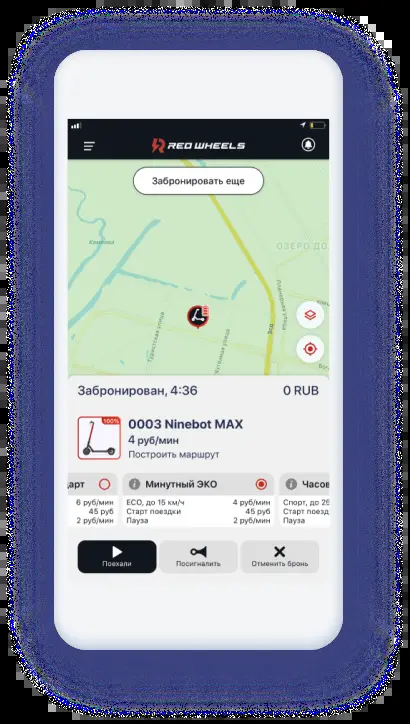 RED WHEELS
Забронировать еще
Каменка
ОЗЕРО ДО
Забронирован, 4:36 0 RUB
100%
0003 Ninebot MAX
4 руб/мин
Построить маршрут
дарт
Минутный ЭКО
Часов
6 руб/мин
45 руб
2 руб/мин
ECO, до 15 км/ч 4 руб/мин
Старт поездки 45 руб
Пауза 2 руб/мин
Спорт, до 25
Старт поезд
Пауза
Поехали
Посигналить
Отменить бронь